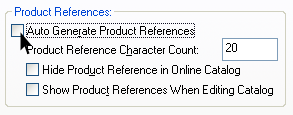 Product References:
Auto Generate Product References
Product Reference Character Count: 20
Hide Product Reference in Online Catalog
Show Product References When Editing Catalog